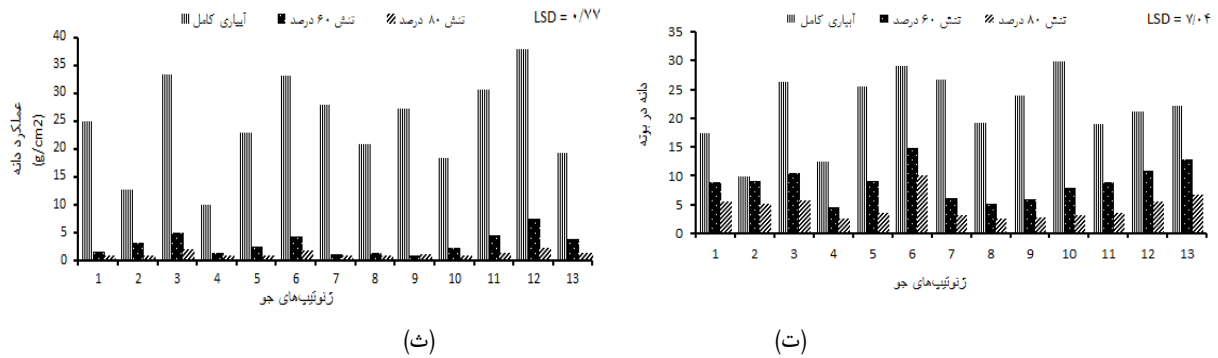 LSD = ۷/۰۴
آبیاری کامل
تنش ۶۰ درصد
تنش ۸۰ درصد
دانه در بوته
35
30
25
20
15
10
5
0
1 2 3 4 5 6 7 8 9 10 11 12 13
ژنوتیپ‌های جو
(ت)
LSD = ۰/۷۷
آبیاری کامل
تنش ۶۰ درصد
تنش ۸۰ درصد
عملکرد دانه
(g/cm2)
40
35
30
25
20
15
10
5
0
1 2 3 4 5 6 7 8 9 10 11 12 13
ژنوتیپ‌های جو
(ث)